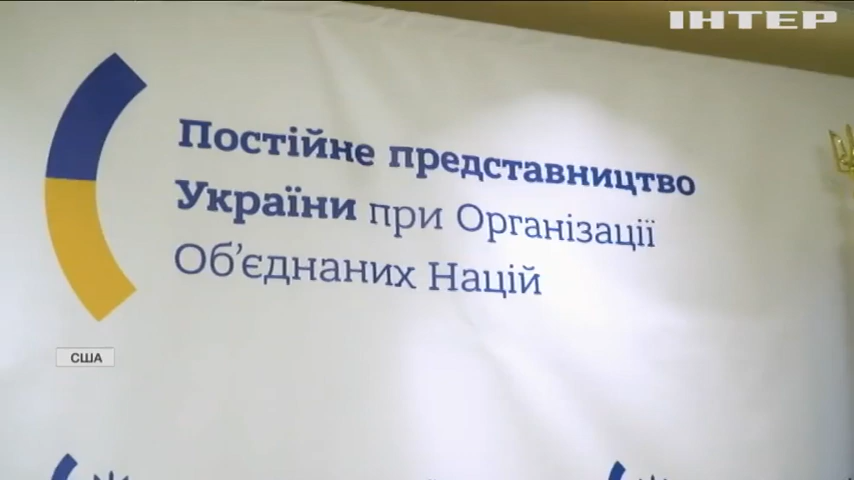 ІНТЕР
Постійне представництво
України при Організації
Об’єднаних Націй
США